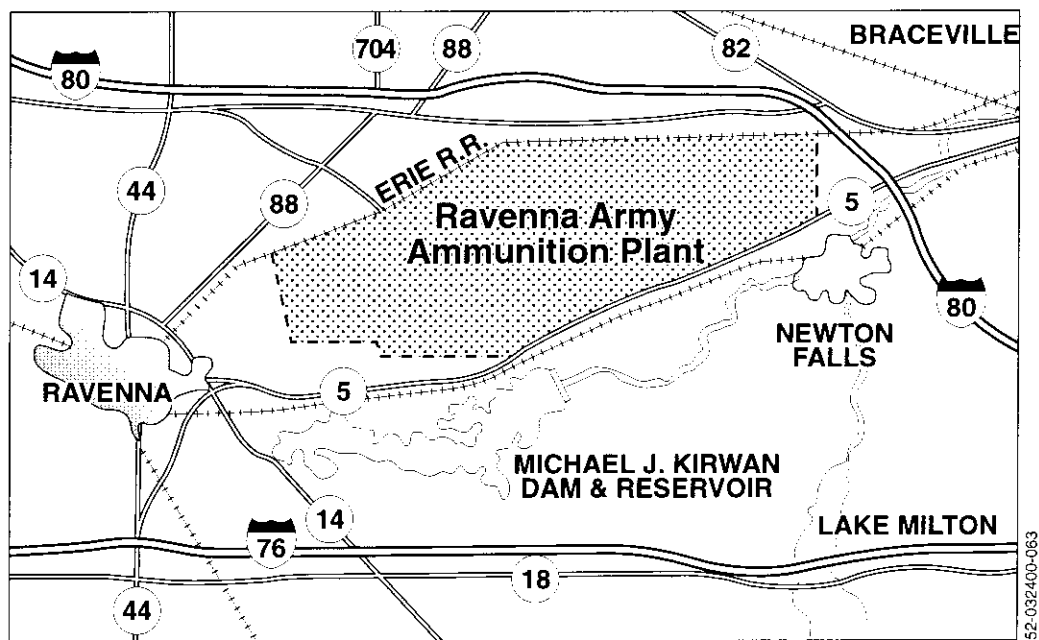 704
88
82
BRACEVILLE
80
44
88
ERIE R.R.
Ravenna Army
Ammunition Plant
5
14
80
NEWTON
FALLS
RAVENNA
5
MICHAEL J. KIRWAN
DAM & RESERVOIR
14
76
LAKE MILTON
18
44
52-032400-063